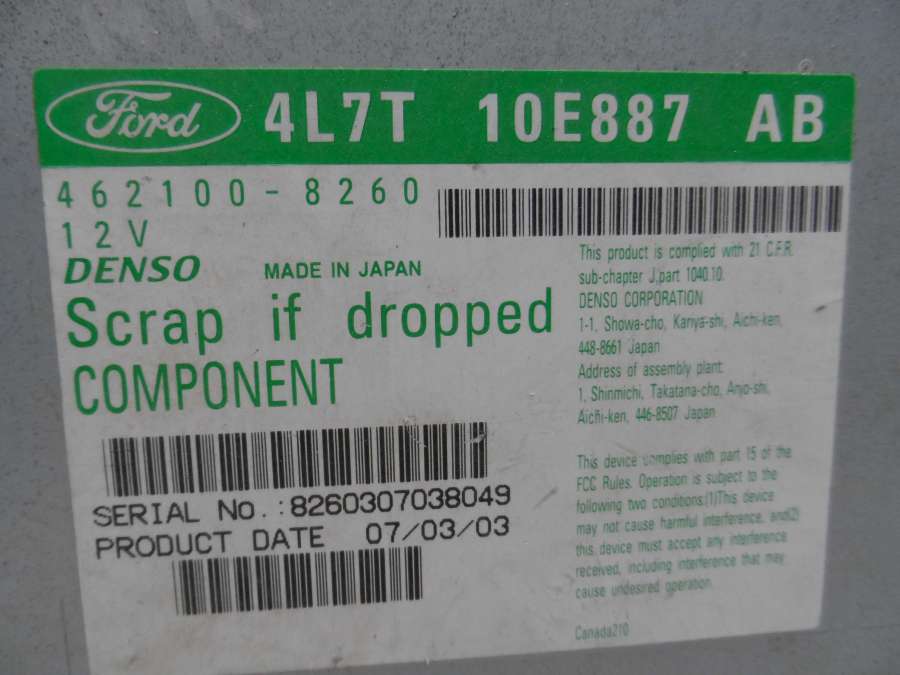 Ford 4L7T 10E887 AB
462100-8260
12V
DENSO MADE IN JAPAN
Scrap if dropped
COMPONENT
SERIAL No.:8260307038049
PRODUCT DATE 07/03/03
This product is complied with 21 C.F.R.
sub-chapter J,part 1040.10.
DENSO CORPORATION
1-1, Showa-cho, Kariya-shi, Aichi-ken,
448-8661 Japan
Address of assembly plant:
1, Shinmichi, Takatana-cho, Anjo-shi,
Aichi-ken, 446-8507 Japan
This device complies with part 15 of the
FCC Rules. Operation is subject to the
following two conditions:(1)This device
may not cause harmful interference, and(2)
this device must accept any interference
received, including interference that may
cause undesired operation.
Canada210